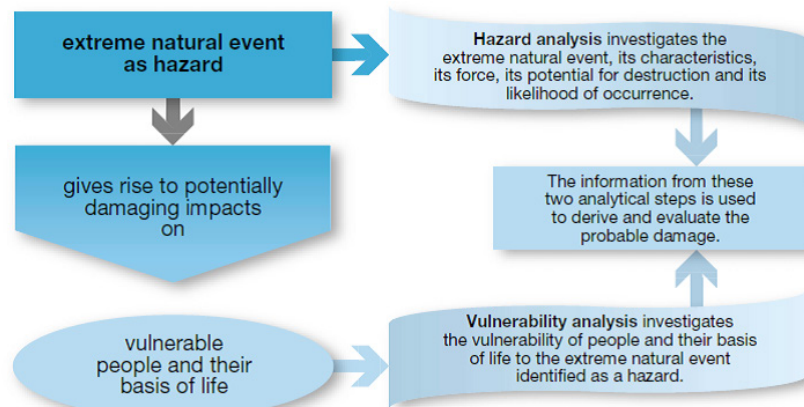 extreme natural event
as hazard
Hazard analysis investigates the
extreme natural event, its characteristics,
its force, its potential for destruction and its
likelihood of occurrence.
gives rise to potentially
damaging impacts
on
The information from these
two analytical steps is used
to derive and evaluate the
probable damage.
vulnerable
people and their
basis of life
Vulnerability analysis investigates
the vulnerability of people and their basis
of life to the extreme natural event
identified as a hazard.